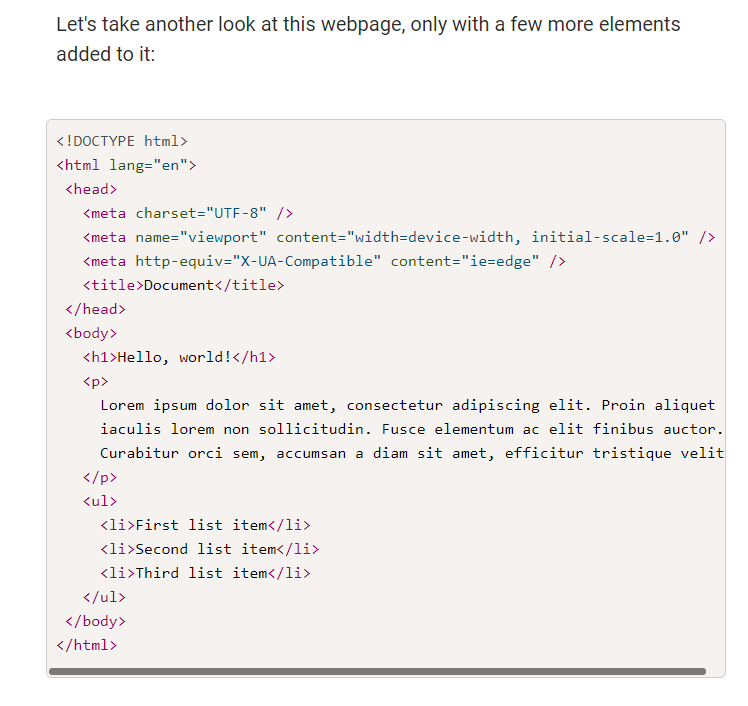 Let's take another look at this webpage, only with a few more elements
added to it:
<!DOCTYPE html>
<html lang="en">
<head>
<meta charset="UTF-8" />
<meta name="viewport" content="width=device-width, initial-scale=1.0" />
<meta http-equiv="X-UA-Compatible" content="ie=edge" />
<title>Document</title>
</head>
<body>
<h1>Hello, world!</h1>
<p>
Lorem ipsum dolor sit amet, consectetur adipiscing elit. Proin aliquet
iaculis lorem non sollicitudin. Fusce elementum ac elit finibus auctor.
Curabitur orci sem, accumsan a diam sit amet, efficitur tristique velit
</p>
<ul>
<li>First list item</li>
<li>Second list item</li>
<li>Third list item</li>
</ul>
</body>
</html>